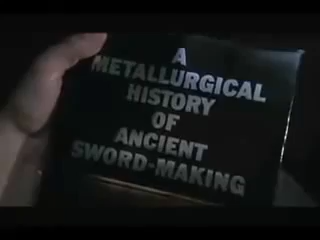 A
METALLURGICAL
HISTORY
OF
ANCIENT
SWORD-MAKING